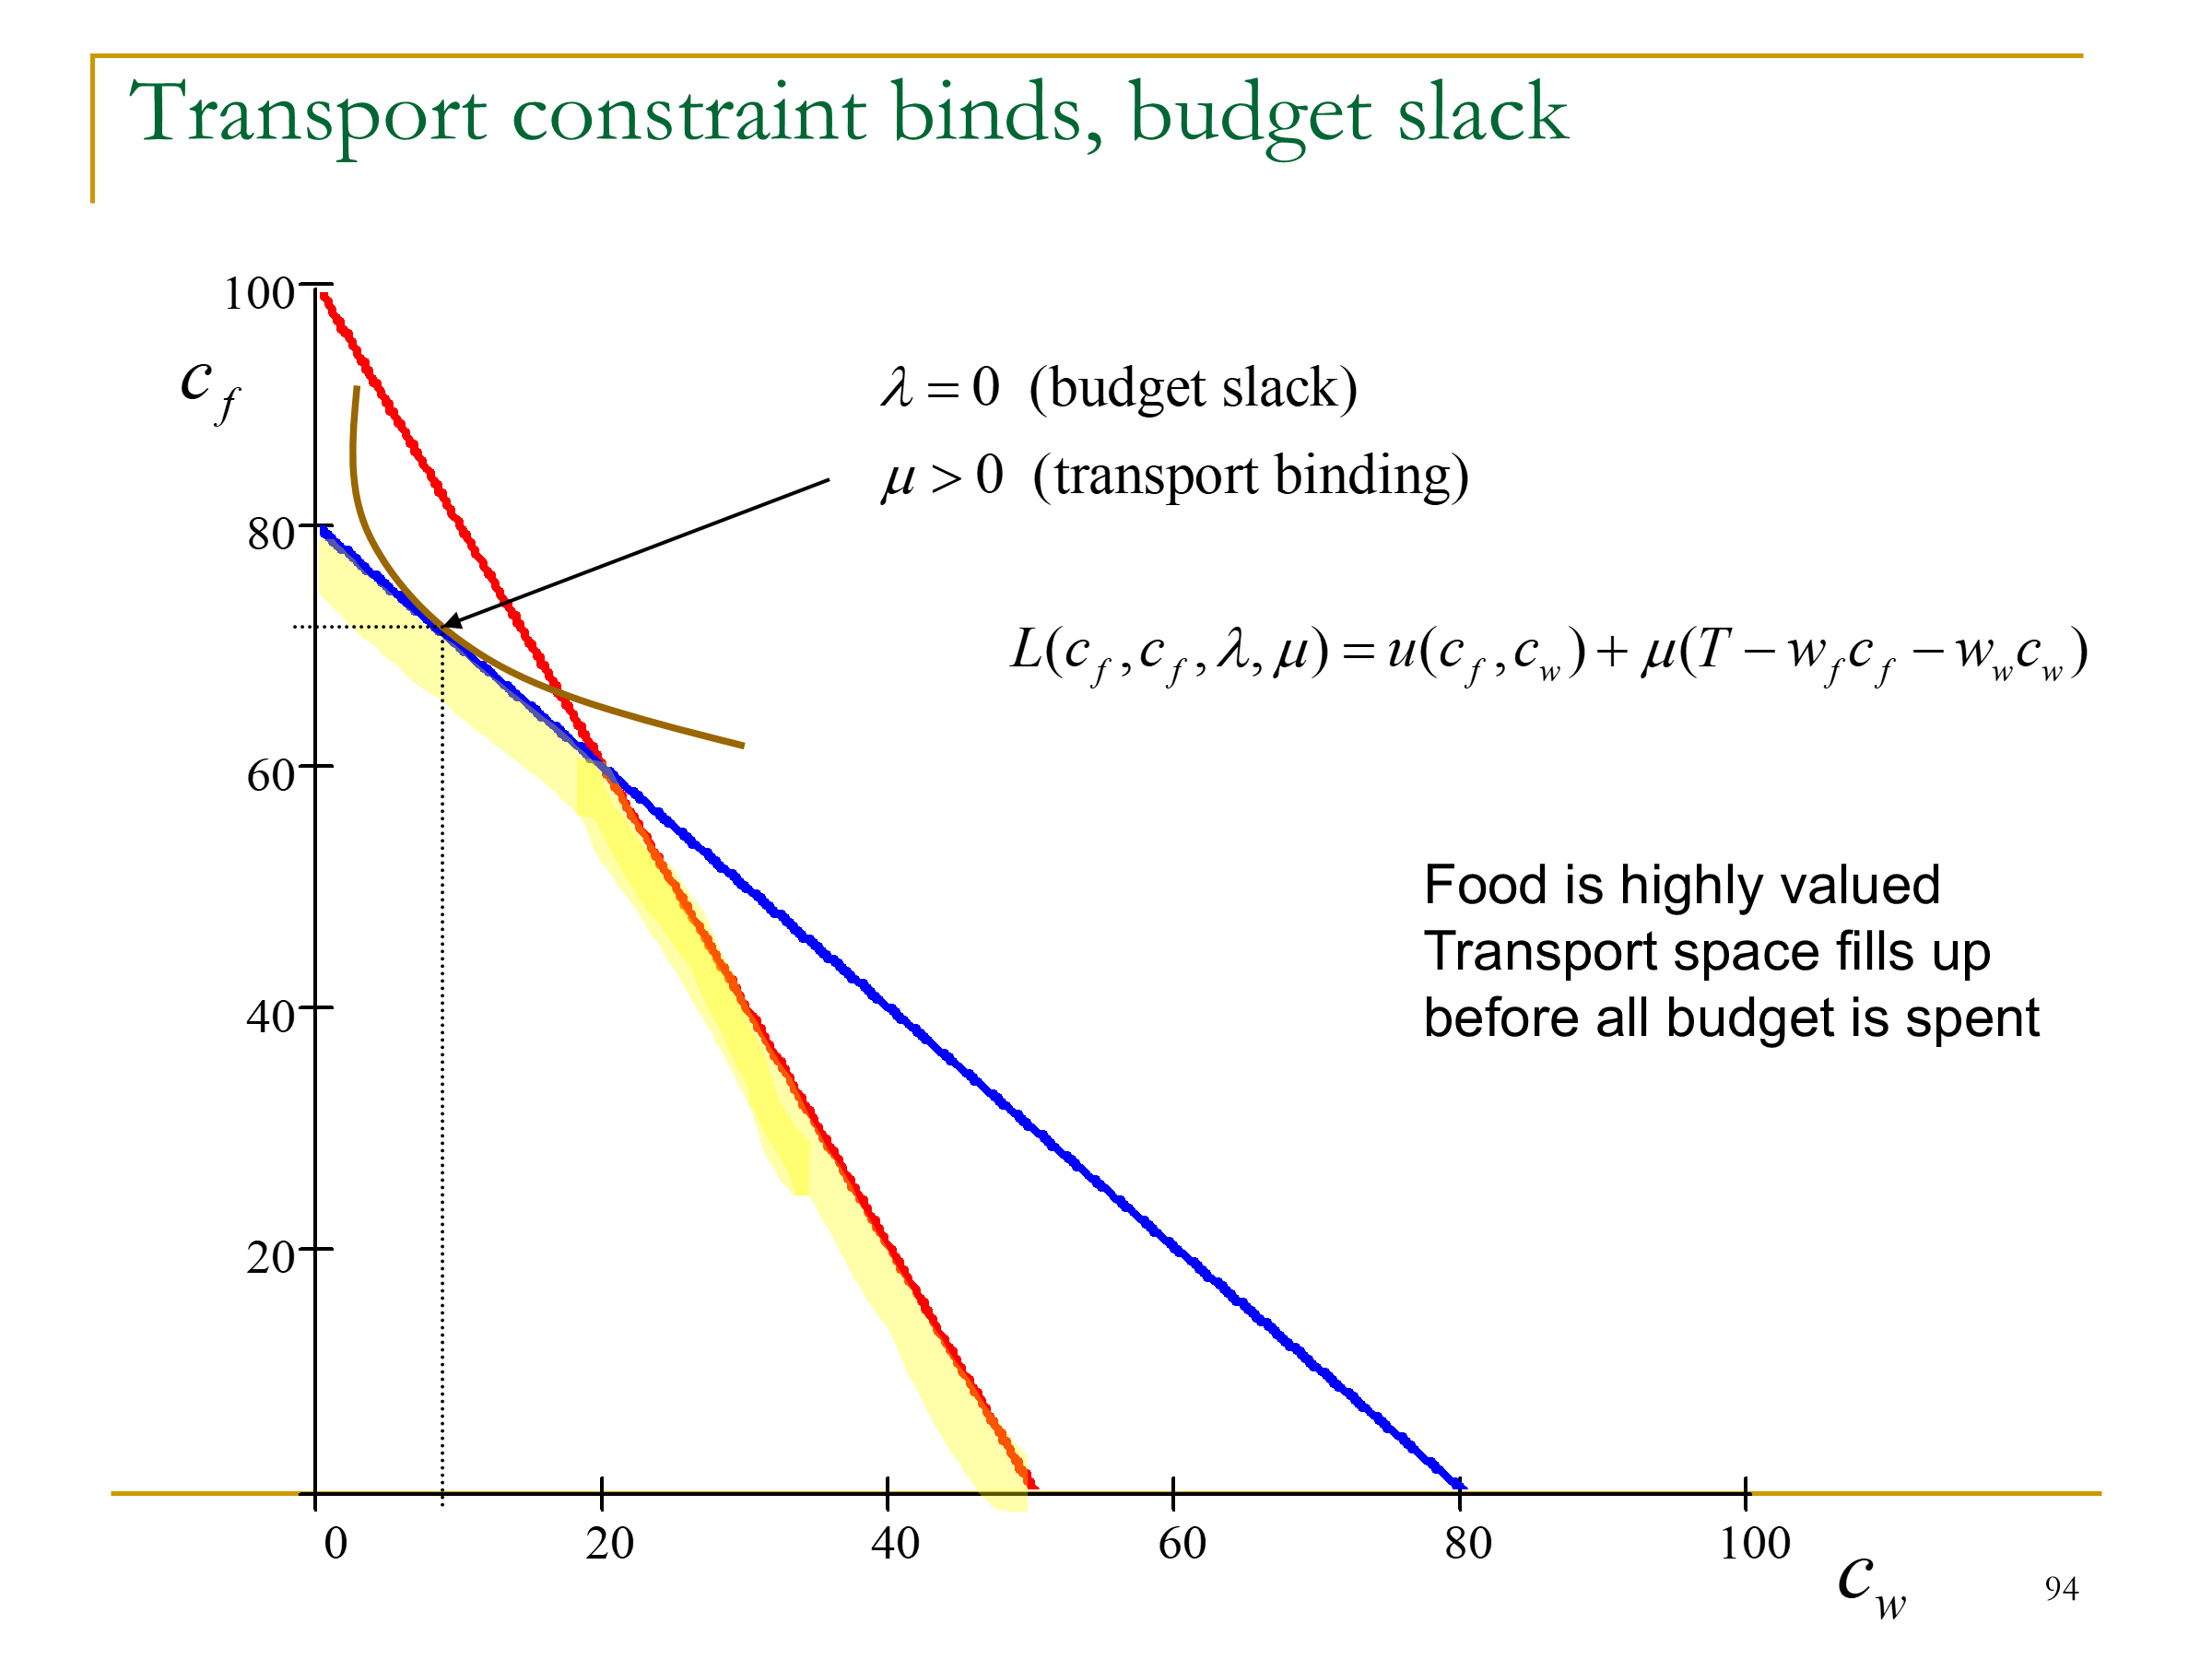 Transport constraint binds, budget slack
100
c_f
λ = 0 (budget slack)
μ > 0 (transport binding)
80
L(c_f, c_f, λ, μ) = u(c_f, c_w) + μ(T − w_f c_f − w_w c_w)
60
Food is highly valued
Transport space fills up
before all budget is spent
40
20
0 20 40 60 80 100
c_w
94